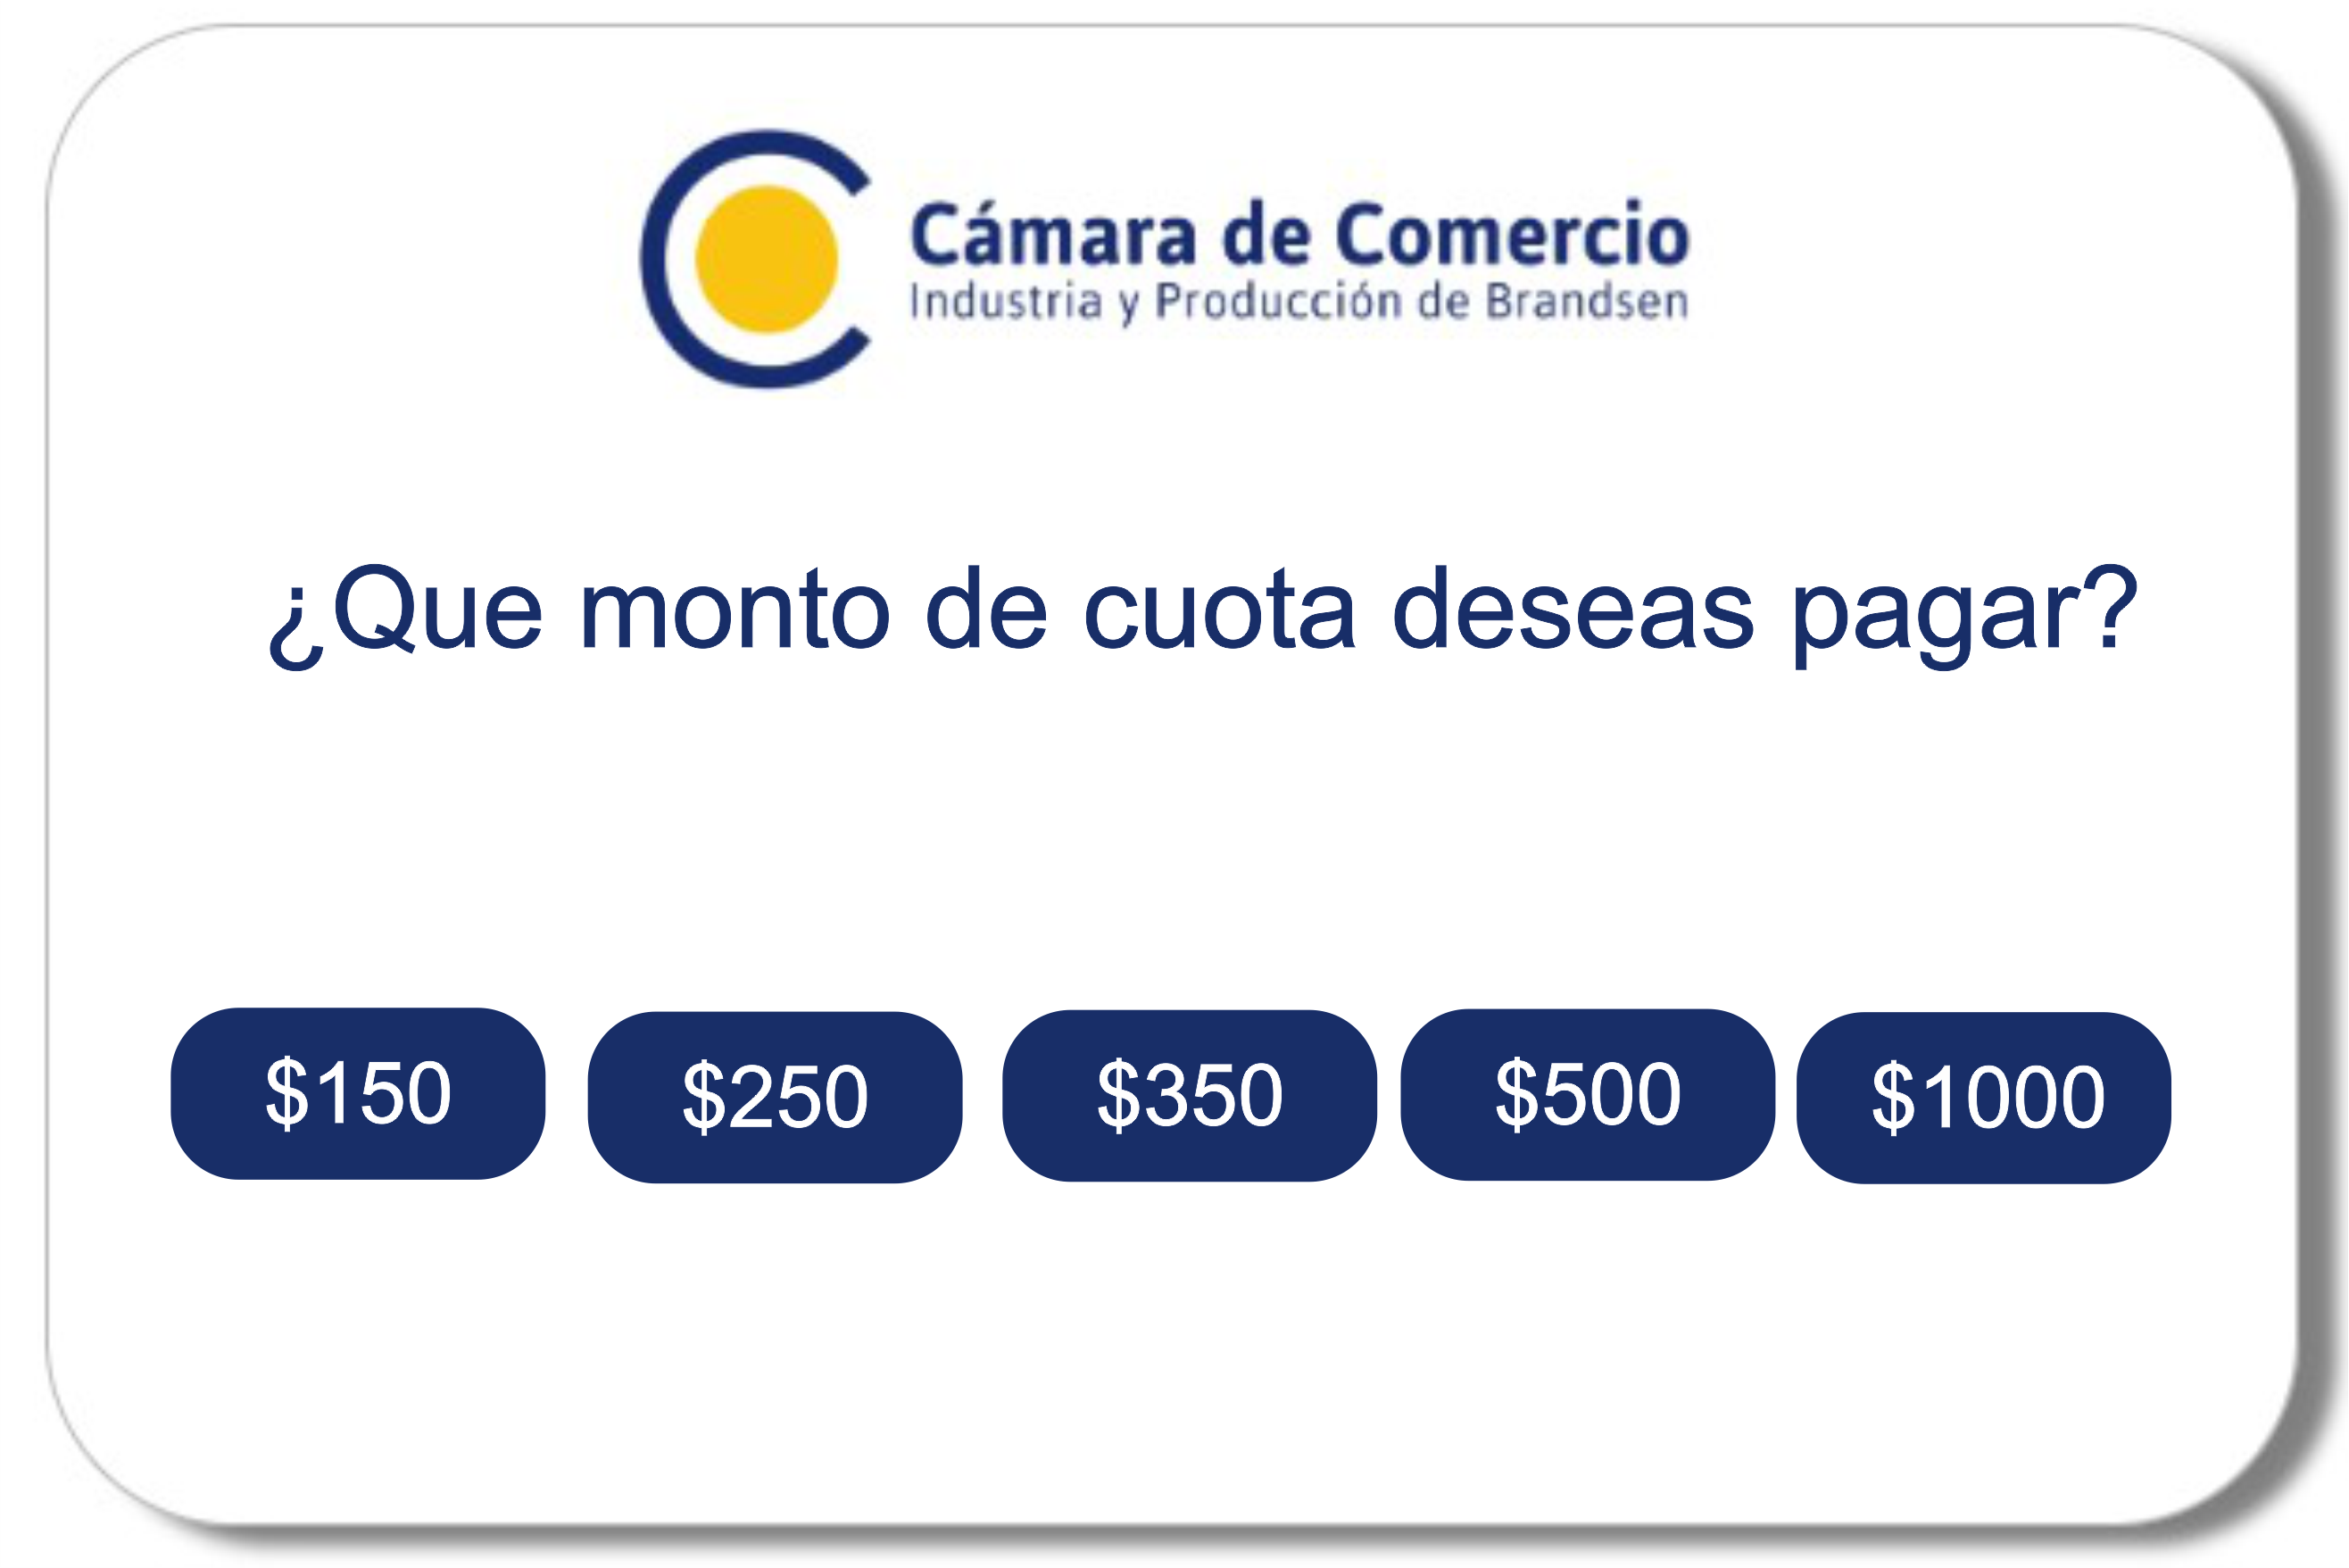 Cámara de Comercio
Industria y Producción de Brandsen
¿Que monto de cuota deseas pagar?
$150 $250 $350 $500 $1000